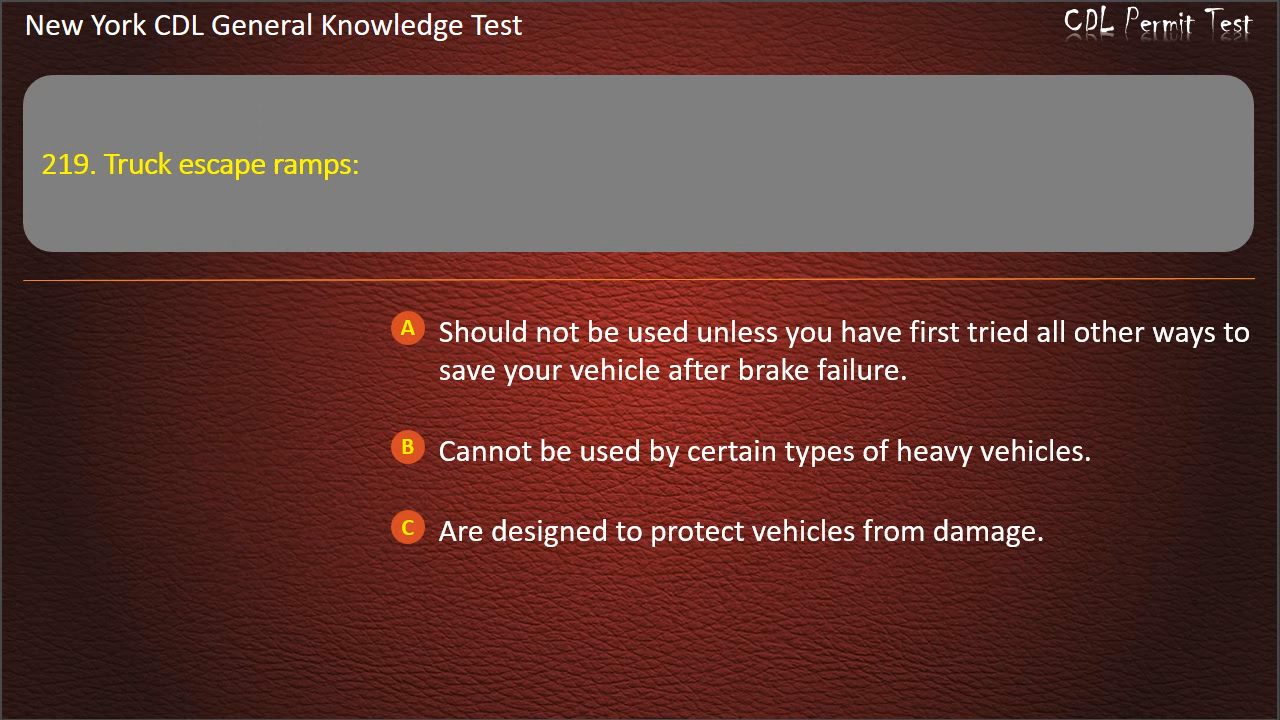 New York CDL General Knowledge Test
CDL Permit Test
219. Truck escape ramps:
A Should not be used unless you have first tried all other ways to
save your vehicle after brake failure.
B Cannot be used by certain types of heavy vehicles.
C Are designed to protect vehicles from damage.